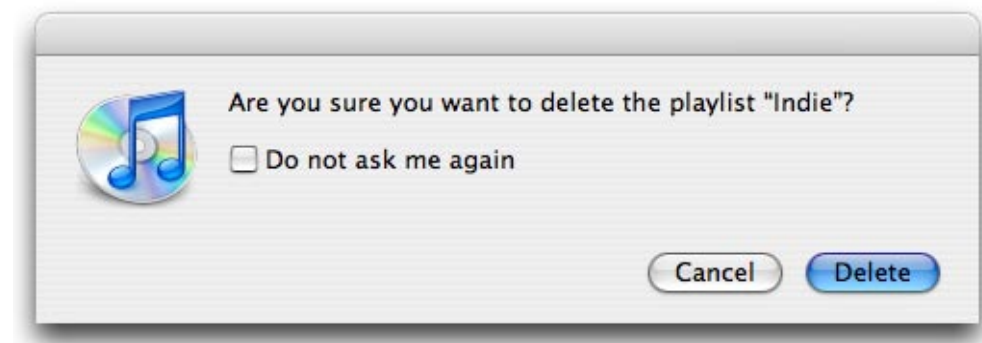 Are you sure you want to delete the playlist “Indie”?
Do not ask me again
Cancel Delete